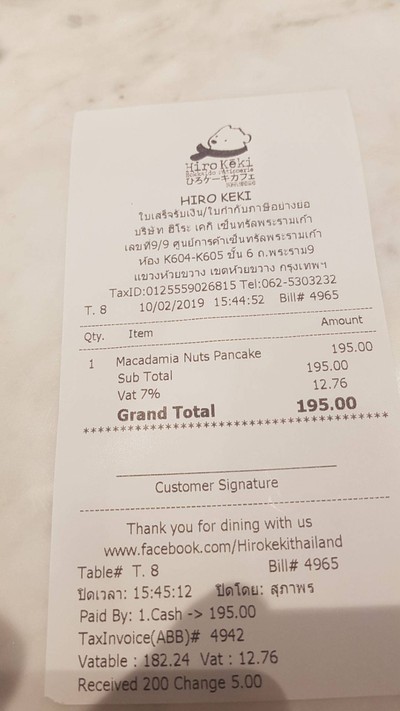 Hiro Kēki
Hokkaido Patisserie
ひろケーキカフェ
HIRO KEKI
ใบเสร็จรับเงิน/ใบกำกับภาษีอย่างย่อ
บริษัท ฮิโระ เคกิ เซ็นทรัลพระรามเก้า
เลขที่9/9 ศูนย์การค้าเซ็นทรัลพระรามเก้า
ห้อง K604-K605 ชั้น 6 ถ.พระราม9
แขวงห้วยขวาง เขตห้วยขวาง กรุงเทพฯ
TaxID:0125559026815 Tel:062-5303232
T. 8 10/02/2019 15:44:52 Bill# 4965
Qty. Item Amount
1 Macadamia Nuts Pancake 195.00
Sub Total 195.00
Vat 7% 12.76
Grand Total 195.00
****************************************
Customer Signature
Thank you for dining with us
www.facebook.com/Hirokekithailand
Table# T. 8 Bill# 4965
ปิดเวลา: 15:45:12 ปิดโดย: สุภาพร
Paid By: 1.Cash -> 195.00
TaxInvoice(ABB)# 4942
Vatable : 182.24 Vat : 12.76
Received 200 Change 5.00